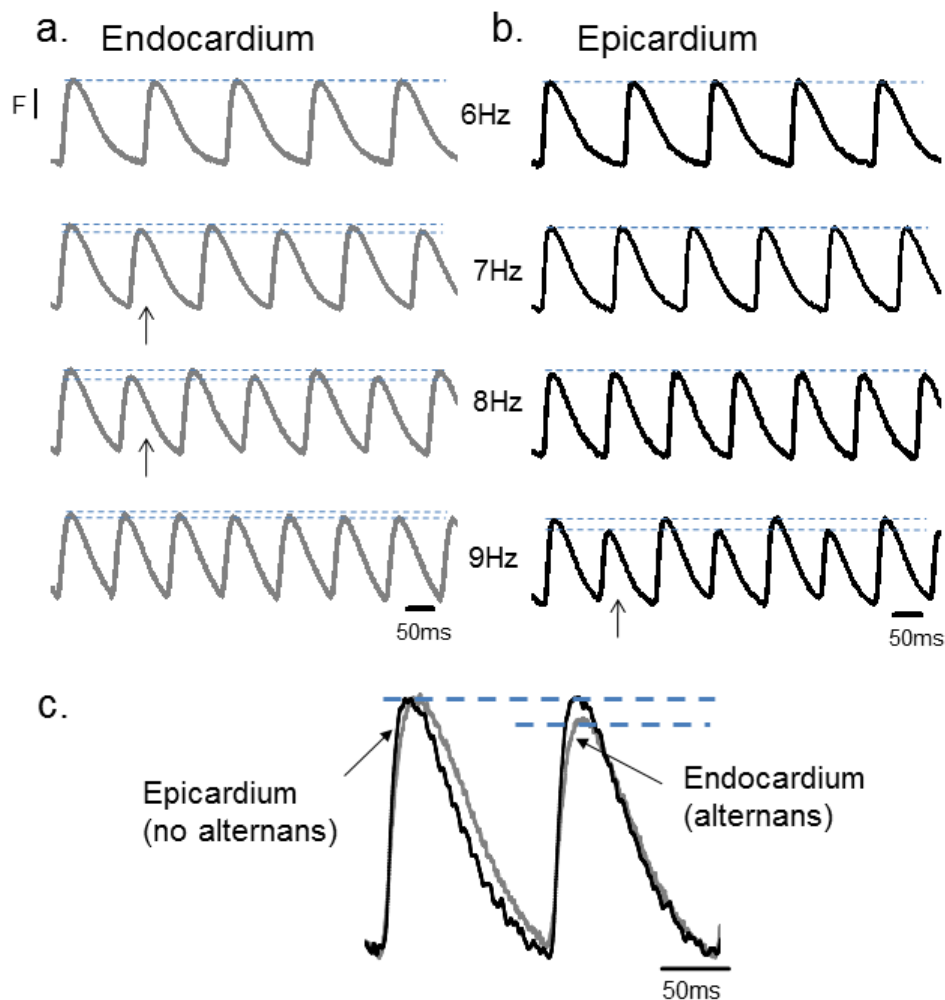 a. Endocardium
b. Epicardium
F
6Hz
7Hz
8Hz
9Hz
50ms
50ms
c.
Epicardium
(no alternans)
Endocardium
(alternans)
50ms